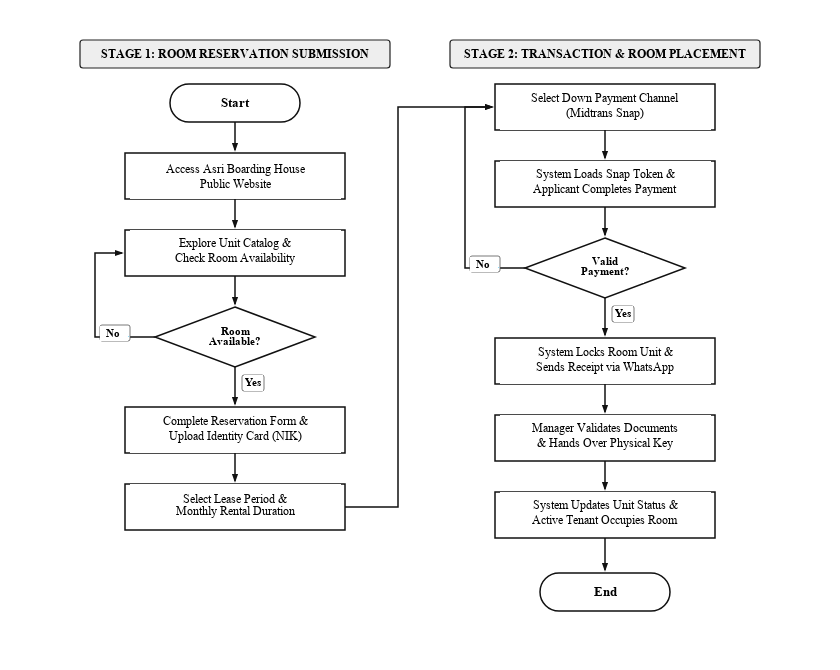 STAGE 1: ROOM RESERVATION SUBMISSION
Start
Access Asri Boarding House
Public Website
Explore Unit Catalog &
Check Room Availability
Room
Available?
No
Yes
Complete Reservation Form &
Upload Identity Card (NIK)
Select Lease Period &
Monthly Rental Duration
STAGE 2: TRANSACTION & ROOM PLACEMENT
Select Down Payment Channel
(Midtrans Snap)
System Loads Snap Token &
Applicant Completes Payment
Valid
Payment?
No
Yes
System Locks Room Unit &
Sends Receipt via WhatsApp
Manager Validates Documents
& Hands Over Physical Key
System Updates Unit Status &
Active Tenant Occupies Room
End